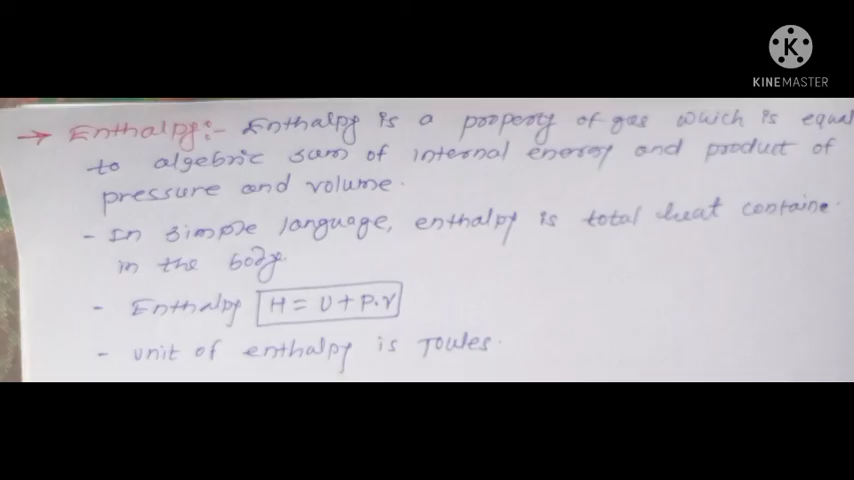 KINEMASTER
→ Enthalpy:- Enthalpy is a property of gas which is equal
to algebric sum of internal energy and product of
pressure and volume.
- In simple language, enthalpy is total heat containe
in the body.
- Enthalpy H = U + P.V
- unit of enthalpy is Joules.